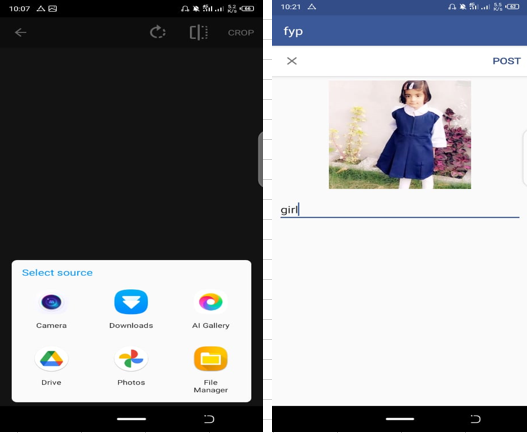 10:07
CROP
Select source
Camera
Downloads
AI Gallery
Drive
Photos
File
Manager
10:21
fyp
POST
girl